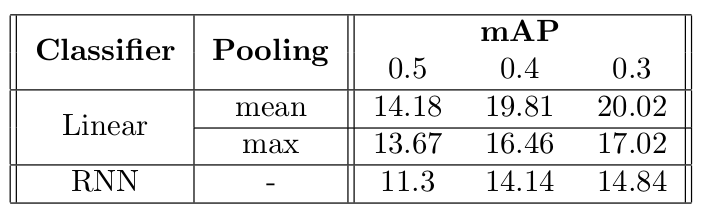 Classifier Pooling mAP
0.5 0.4 0.3
Linear mean 14.18 19.81 20.02
max 13.67 16.46 17.02
RNN - 11.3 14.14 14.84